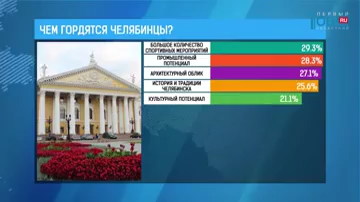 ПЕРВЫЙ
ЧЕМ ГОРДЯТСЯ ЧЕЛЯБИНЦЫ?
БОЛЬШОЕ КОЛИЧЕСТВО
СПОРТИВНЫХ МЕРОПРИЯТИЙ
29.3%
ПРОМЫШЛЕННЫЙ
ПОТЕНЦИАЛ
28.3%
АРХИТЕКТУРНЫЙ ОБЛИК
27.1%
ИСТОРИЯ И ТРАДИЦИИ
ЧЕЛЯБИНСКА
25.6%
КУЛЬТУРНЫЙ ПОТЕНЦИАЛ
21.1%